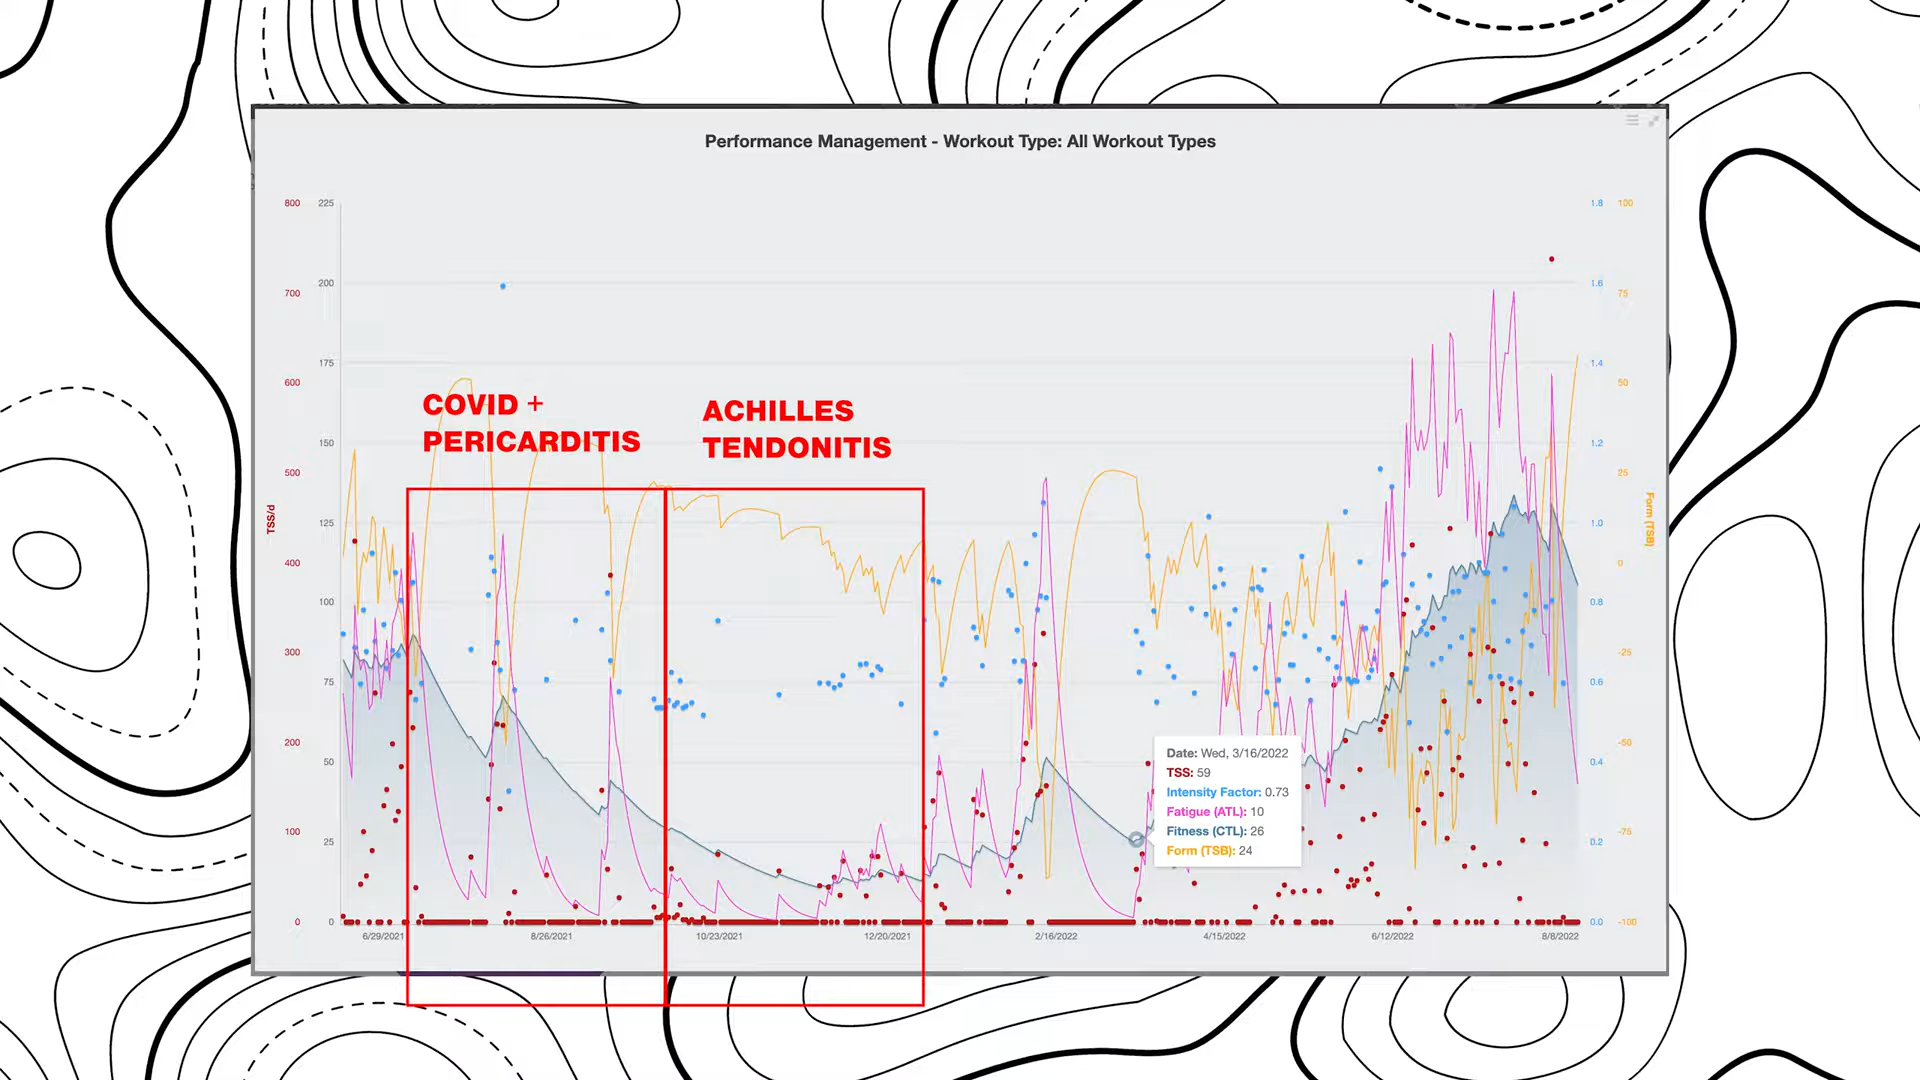 Performance Management - Workout Type: All Workout Types
800 225 1.8 100
200 1.6
700 75
175 1.4
600 50
COVID +
PERICARDITIS
ACHILLES
TENDONITIS
150 1.2
500 25
TSS/d
Form (TSB)
125 1.0
400 0
100 0.8
300 -25
75 0.6
200 -50
50 0.4
100 -75
25 0.2
0 0 0.0 -100
Date: Wed, 3/16/2022
TSS: 59
Intensity Factor: 0.73
Fatigue (ATL): 10
Fitness (CTL): 26
Form (TSB): 24
6/29/2021 8/26/2021 10/23/2021 12/20/2021 2/16/2022 4/15/2022 6/12/2022 8/8/2022